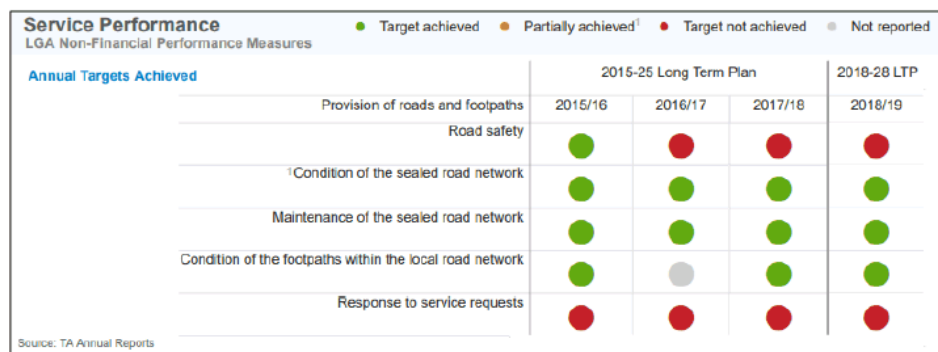 Service Performance
Target achieved Partially achieved¹ Target not achieved Not reported
LGA Non-Financial Performance Measures
Annual Targets Achieved
2015-25 Long Term Plan 2018-28 LTP
Provision of roads and footpaths 2015/16 2016/17 2017/18 2018/19
Road safety
¹Condition of the sealed road network
Maintenance of the sealed road network
Condition of the footpaths within the local road network
Response to service requests
Source: TA Annual Reports